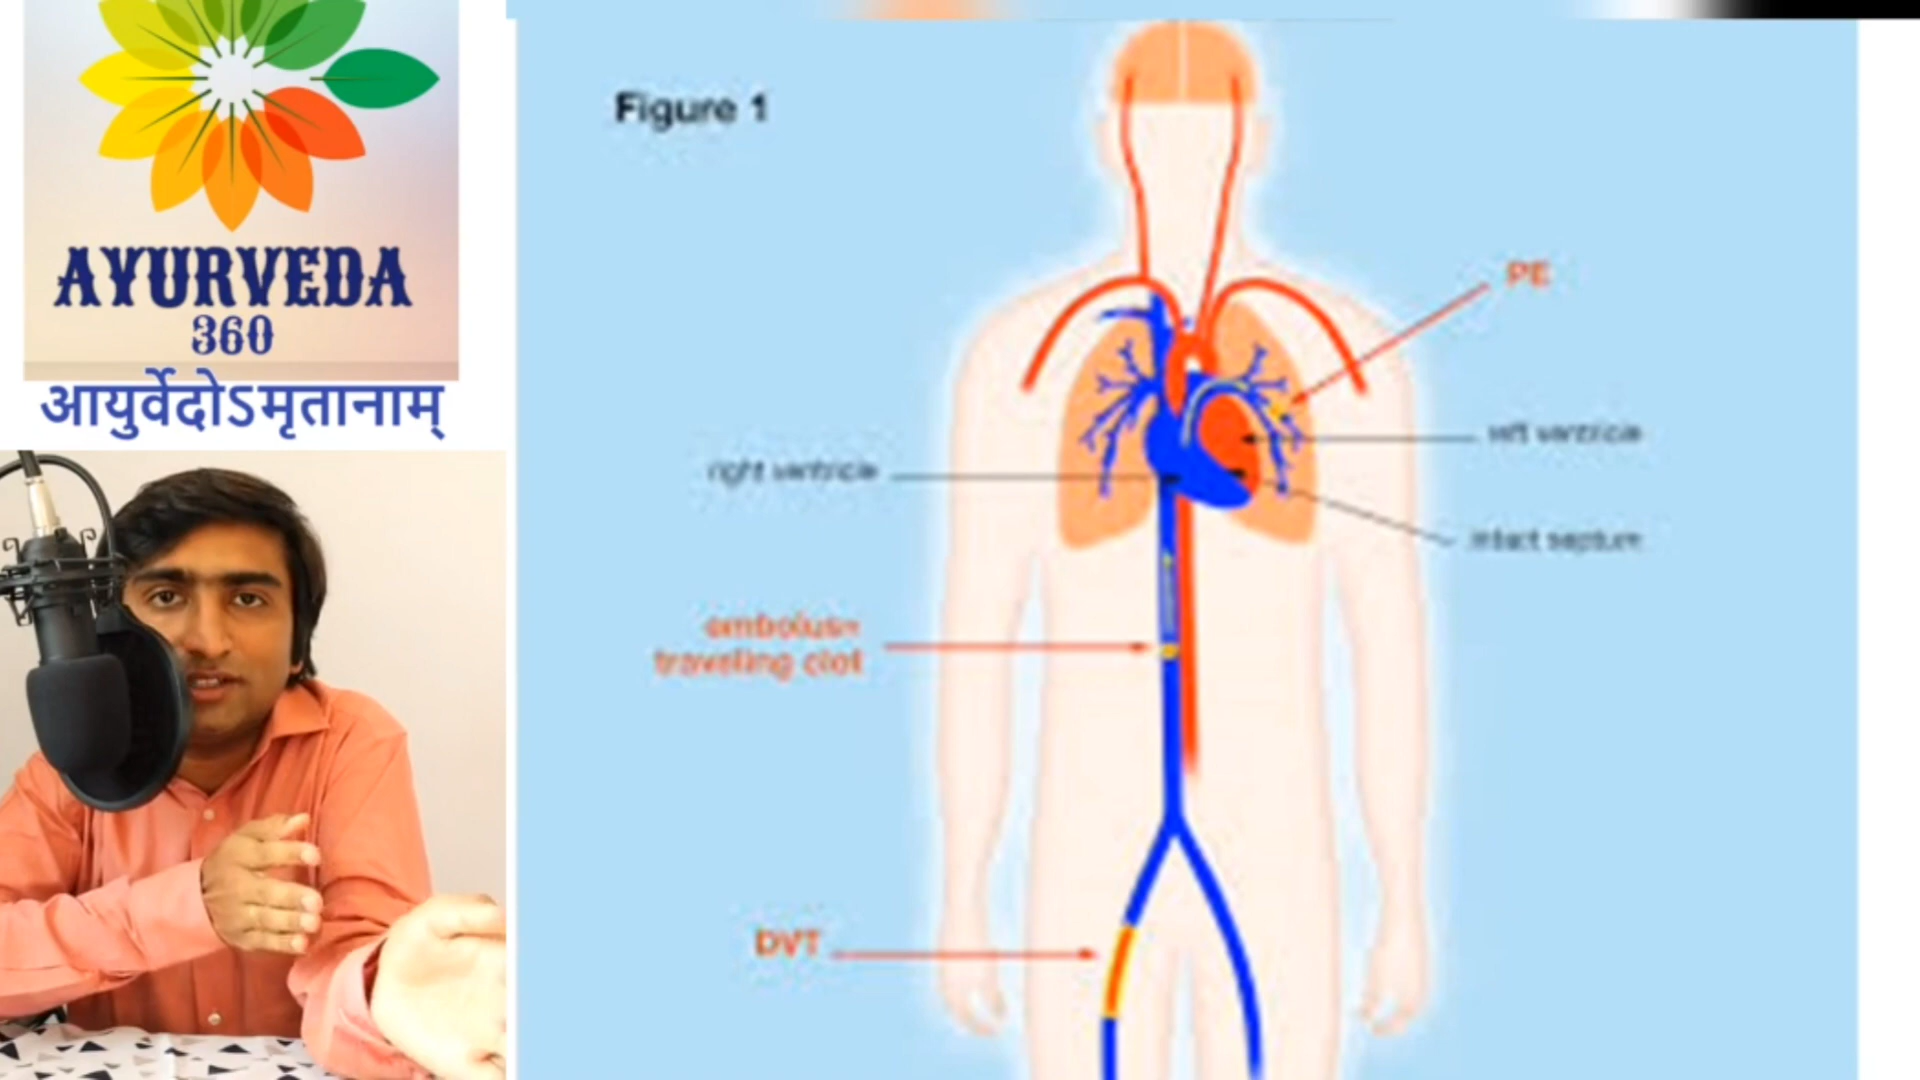 AYURVEDA
360
आयुर्वेदोऽमृतानाम्
Figure 1
PE
left ventricle
right ventricle
intact septum
embolus=
traveling clot
DVT